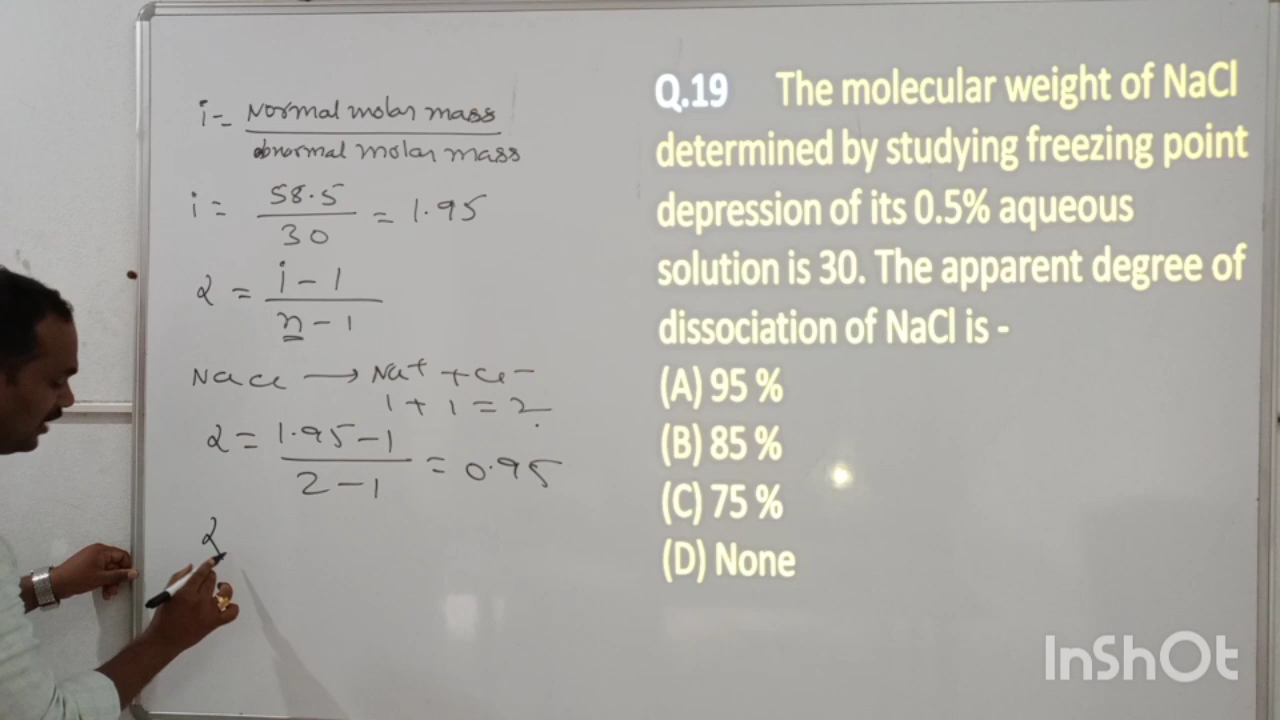 i = Normal molar mass
abnormal molar mass
i = 58.5
30
= 1.95
α = i - 1
n - 1
NaCl → Na+ + Cl-
1 + 1 = 2
α = 1.95 - 1
2 - 1
= 0.95
α
Q.19 The molecular weight of NaCl
determined by studying freezing point
depression of its 0.5% aqueous
solution is 30. The apparent degree of
dissociation of NaCl is -
(A) 95 %
(B) 85 %
(C) 75 %
(D) None
InShOt